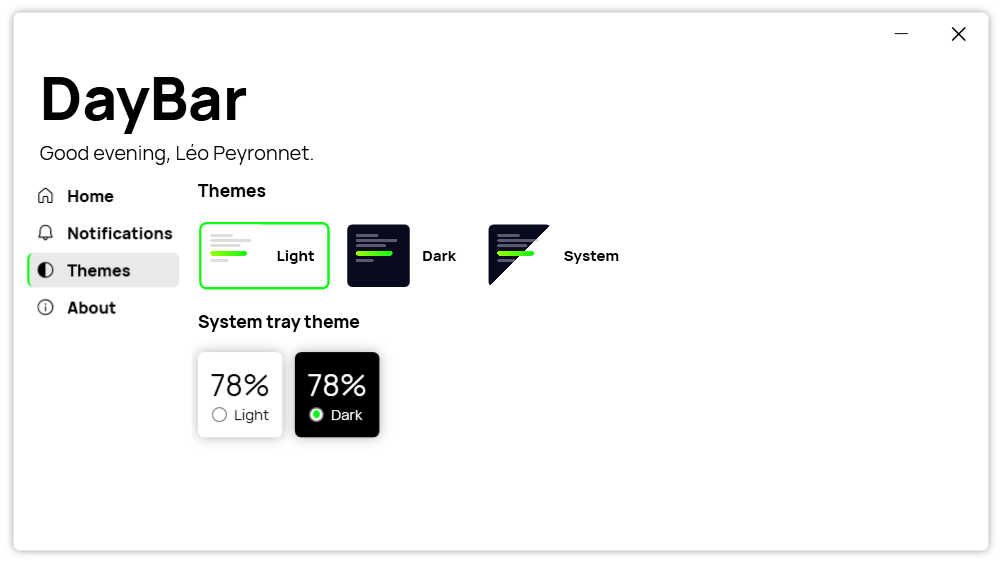 DayBar
Good evening, Léo Peyronnet.
Home
Notifications
Themes
About
Themes
Light
Dark
System
System tray theme
78%
Light
78%
Dark